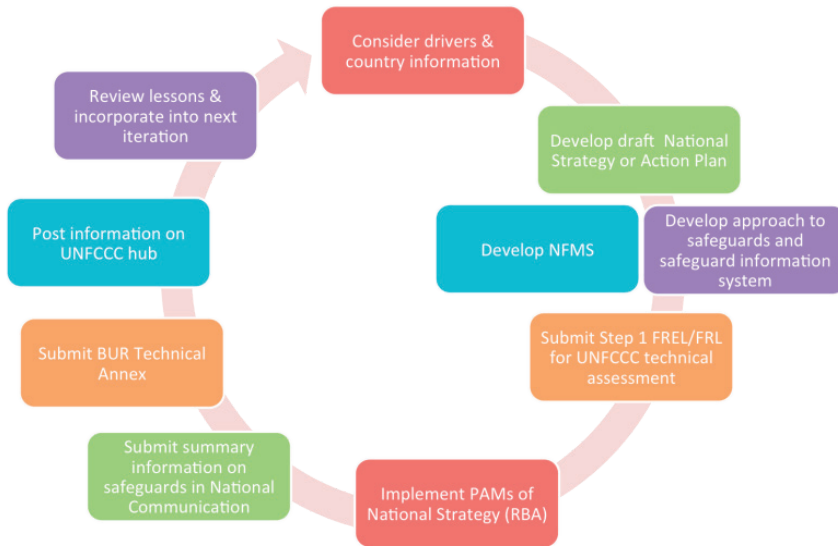 Consider drivers &
country information
Develop draft National
Strategy or Action Plan
Develop approach to
safeguards and
safeguard information
system
Develop NFMS
Submit Step 1 FREL/FRL
for UNFCCC technical
assessment
Implement PAMs of
National Strategy (RBA)
Submit summary
information on
safeguards in National
Communication
Submit BUR Technical
Annex
Post information on
UNFCCC hub
Review lessons &
incorporate into next
iteration